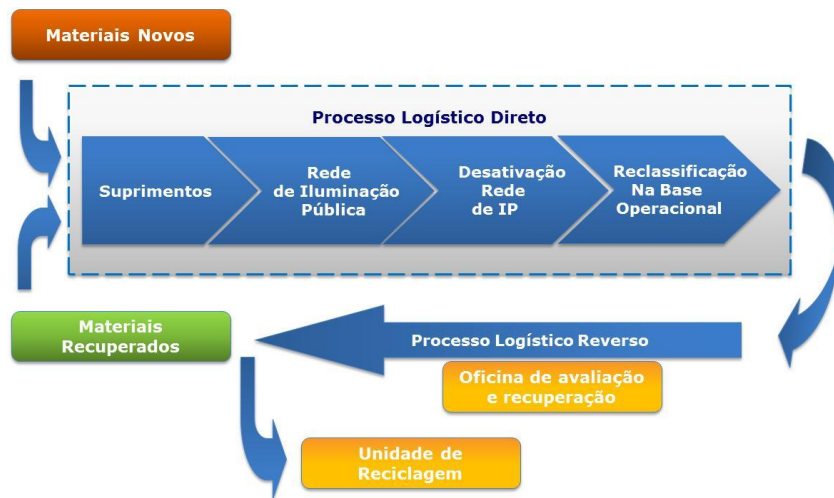 Materiais Novos
Processo Logístico Direto
Suprimentos
Rede
de Iluminação
Pública
Desativação
Rede
de IP
Reclassificação
Na Base
Operacional
Materiais
Recuperados
Processo Logístico Reverso
Oficina de avaliação
e recuperação
Unidade de
Reciclagem